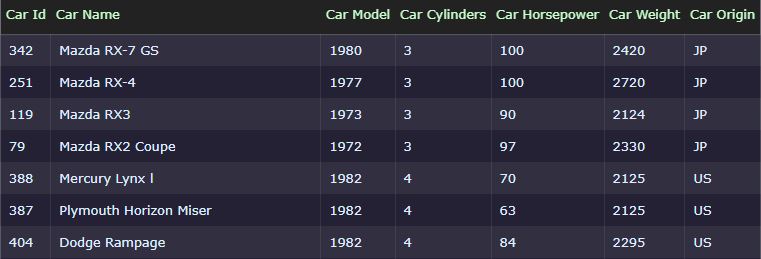 Car Id Car Name Car Model Car Cylinders Car Horsepower Car Weight Car Origin
342 Mazda RX-7 GS 1980 3 100 2420 JP
251 Mazda RX-4 1977 3 100 2720 JP
119 Mazda RX3 1973 3 90 2124 JP
79 Mazda RX2 Coupe 1972 3 97 2330 JP
388 Mercury Lynx l 1982 4 70 2125 US
387 Plymouth Horizon Miser 1982 4 63 2125 US
404 Dodge Rampage 1982 4 84 2295 US